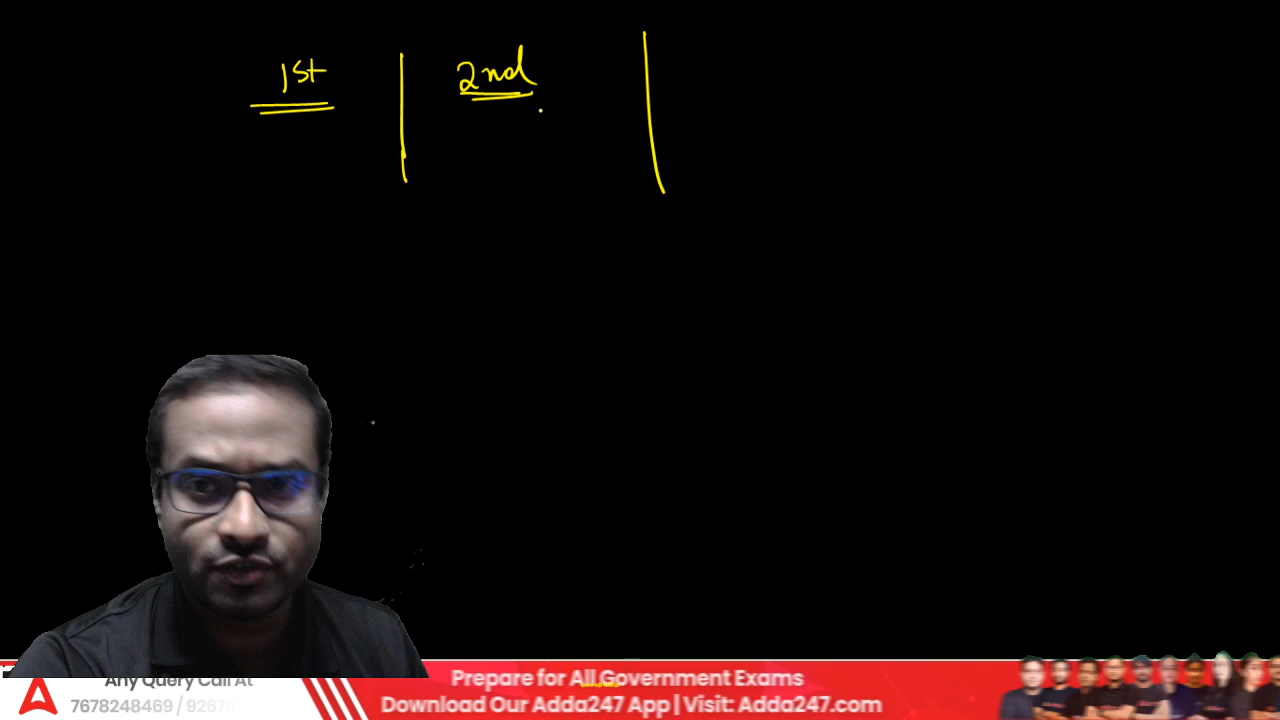 1st 2nd
Any Query Call At
7678248469 / 9267
Prepare for All Government Exams
Download Our Adda247 App | Visit: Adda247.com